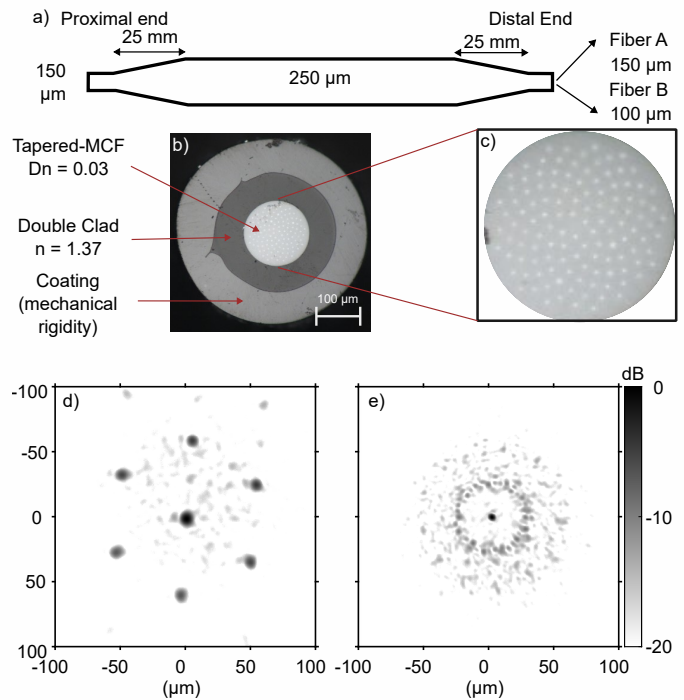 a)
Proximal end
Distal End
25 mm
25 mm
150
µm
250 µm
Fiber A
150 µm
Fiber B
100 µm
Tapered-MCF
Dn = 0.03
Double Clad
n = 1.37
Coating
(mechanical
rigidity)
b)
100 µm
c)
dB
d)
-100
-50
0
50
100
-100 -50 0 50 100
(µm)
e)
-100 -50 0 50 100
(µm)
0
-10
-20